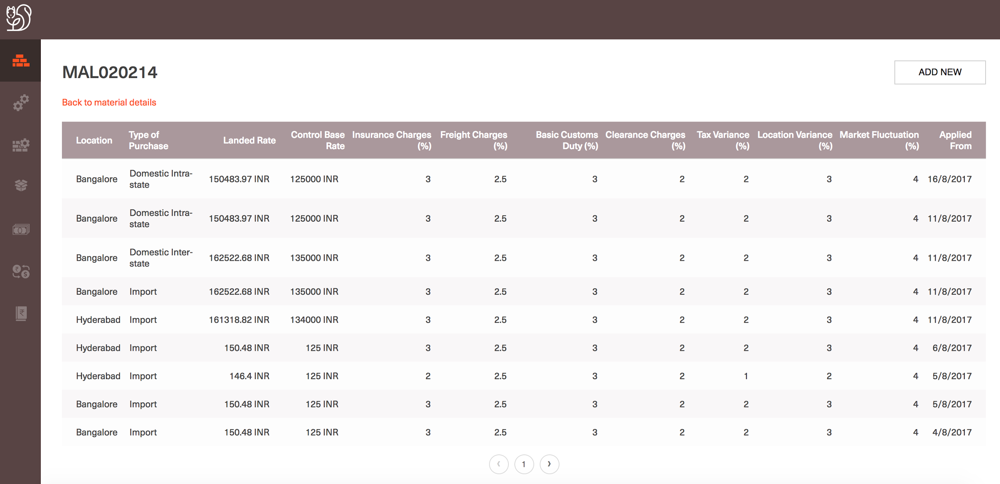 MAL020214
ADD NEW
Back to material details
Location Type of Purchase Landed Rate Control Base Rate Insurance Charges (%) Freight Charges (%) Basic Customs Duty (%) Clearance Charges (%) Tax Variance (%) Location Variance (%) Market Fluctuation (%) Applied From
Bangalore Domestic Intra-state 150483.97 INR 125000 INR 3 2.5 3 2 2 3 4 16/8/2017
Bangalore Domestic Intra-state 150483.97 INR 125000 INR 3 2.5 3 2 2 3 4 11/8/2017
Bangalore Domestic Inter-state 162522.68 INR 135000 INR 3 2.5 3 2 2 3 4 11/8/2017
Bangalore Import 162522.68 INR 135000 INR 3 2.5 3 2 2 3 4 11/8/2017
Hyderabad Import 161318.82 INR 134000 INR 3 2.5 3 2 2 3 4 11/8/2017
Hyderabad Import 150.48 INR 125 INR 3 2.5 3 2 2 3 4 6/8/2017
Hyderabad Import 146.4 INR 125 INR 2 2.5 3 2 1 2 4 5/8/2017
Bangalore Import 150.48 INR 125 INR 3 2.5 3 2 2 3 4 5/8/2017
Bangalore Import 150.48 INR 125 INR 3 2.5 3 2 2 3 4 4/8/2017
‹ 1 ›